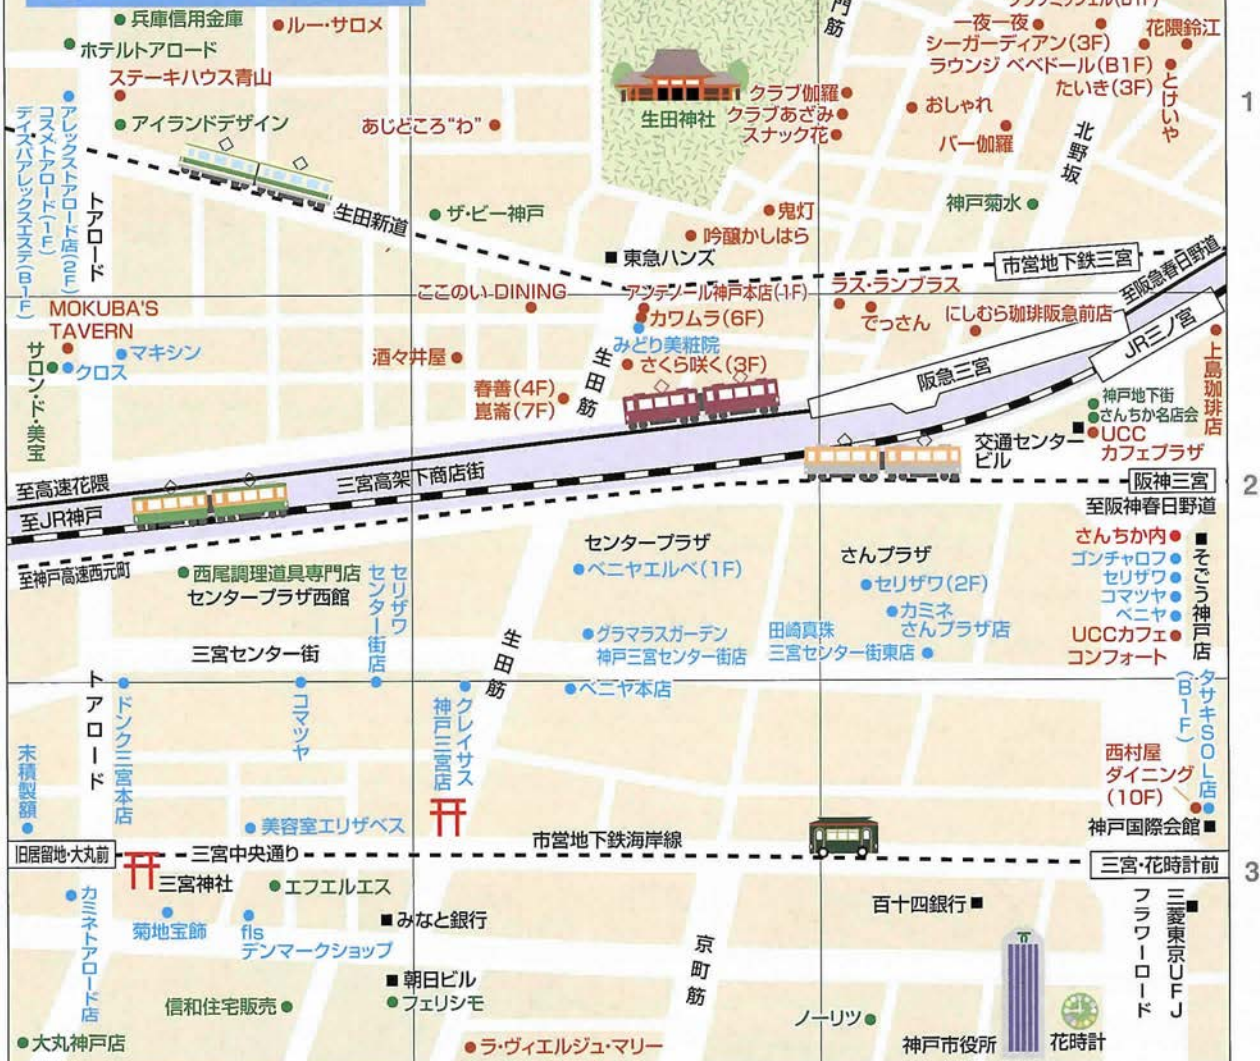 兵庫信用金庫
ルー・サロメ
ホテルトアロード
ステーキハウス青山
アイランドデザイン
あじどころ“わ”
アレックストアロード店(2F)
コスメトアロード(1F)
デイスパアレックスエステ(B1F)
トアロード
生田新道
ザ・ビー神戸
生田神社
門筋
クラブ伽羅
クラブあざみ
スナック花
一夜一夜
シーガーディアン(3F)
ラウンジ ベベドール(B1F)
たいき(3F)
花隈鈴江
とけいや
おしゃれ
バー伽羅
北野坂
神戸菊水
鬼灯
吟醸かしはら
東急ハンズ
市営地下鉄三宮
至阪急春日野道
1
MOKUBA'S
TAVERN
マキシン
クロス
サロン・ド・美宝
ここのい DINING
アンテノール神戸本店(1F)
カワムラ(6F)
みどり美粧院
さくら咲く(3F)
酒々井屋
春善(4F)
崑崙(7F)
生田筋
ラス・ランブラス
でっさん
にしむら珈琲阪急前店
阪急三宮
JR三ノ宮
上島珈琲店
神戸地下街
さんちか名店会
UCC
カフェプラザ
交通センター
ビル
至高速花隈
三宮高架下商店街
至JR神戸
至神戸高速西元町
阪神三宮
至阪神春日野道
2
西尾調理道具専門店
センタープラザ西館
セリザワ
センター街店
三宮センター街
センタープラザ
ベニヤエルベ(1F)
グラマラスガーデン
神戸三宮センター街店
生田筋
さんプラザ
セリザワ(2F)
カミネ
さんプラザ店
田崎真珠
三宮センター街東店
さんちか内
ゴンチャロフ
セリザワ
コマツヤ
ベニヤ
UCCカフェ
コンフォート
そごう神戸店
トアロード
ドンク三宮本店
コマツヤ
クレイサス
神戸三宮店
ベニヤ本店
タサキSOL店
(B1F)
西村屋
ダイニング
(10F)
神戸国際会館
末積製額
美容室エリザベス
旧居留地・大丸前
三宮中央通り
市営地下鉄海岸線
三宮・花時計前
3
三宮神社
エフエルエス
カミネトアロード店
菊地宝飾
fls
デンマークショップ
みなと銀行
朝日ビル
フェリシモ
信和住宅販売
大丸神戸店
ラ・ヴィエルジュ・マリー
京町筋
百十四銀行
ノーリツ
神戸市役所
花時計
フラワーロード
三菱東京UFJ